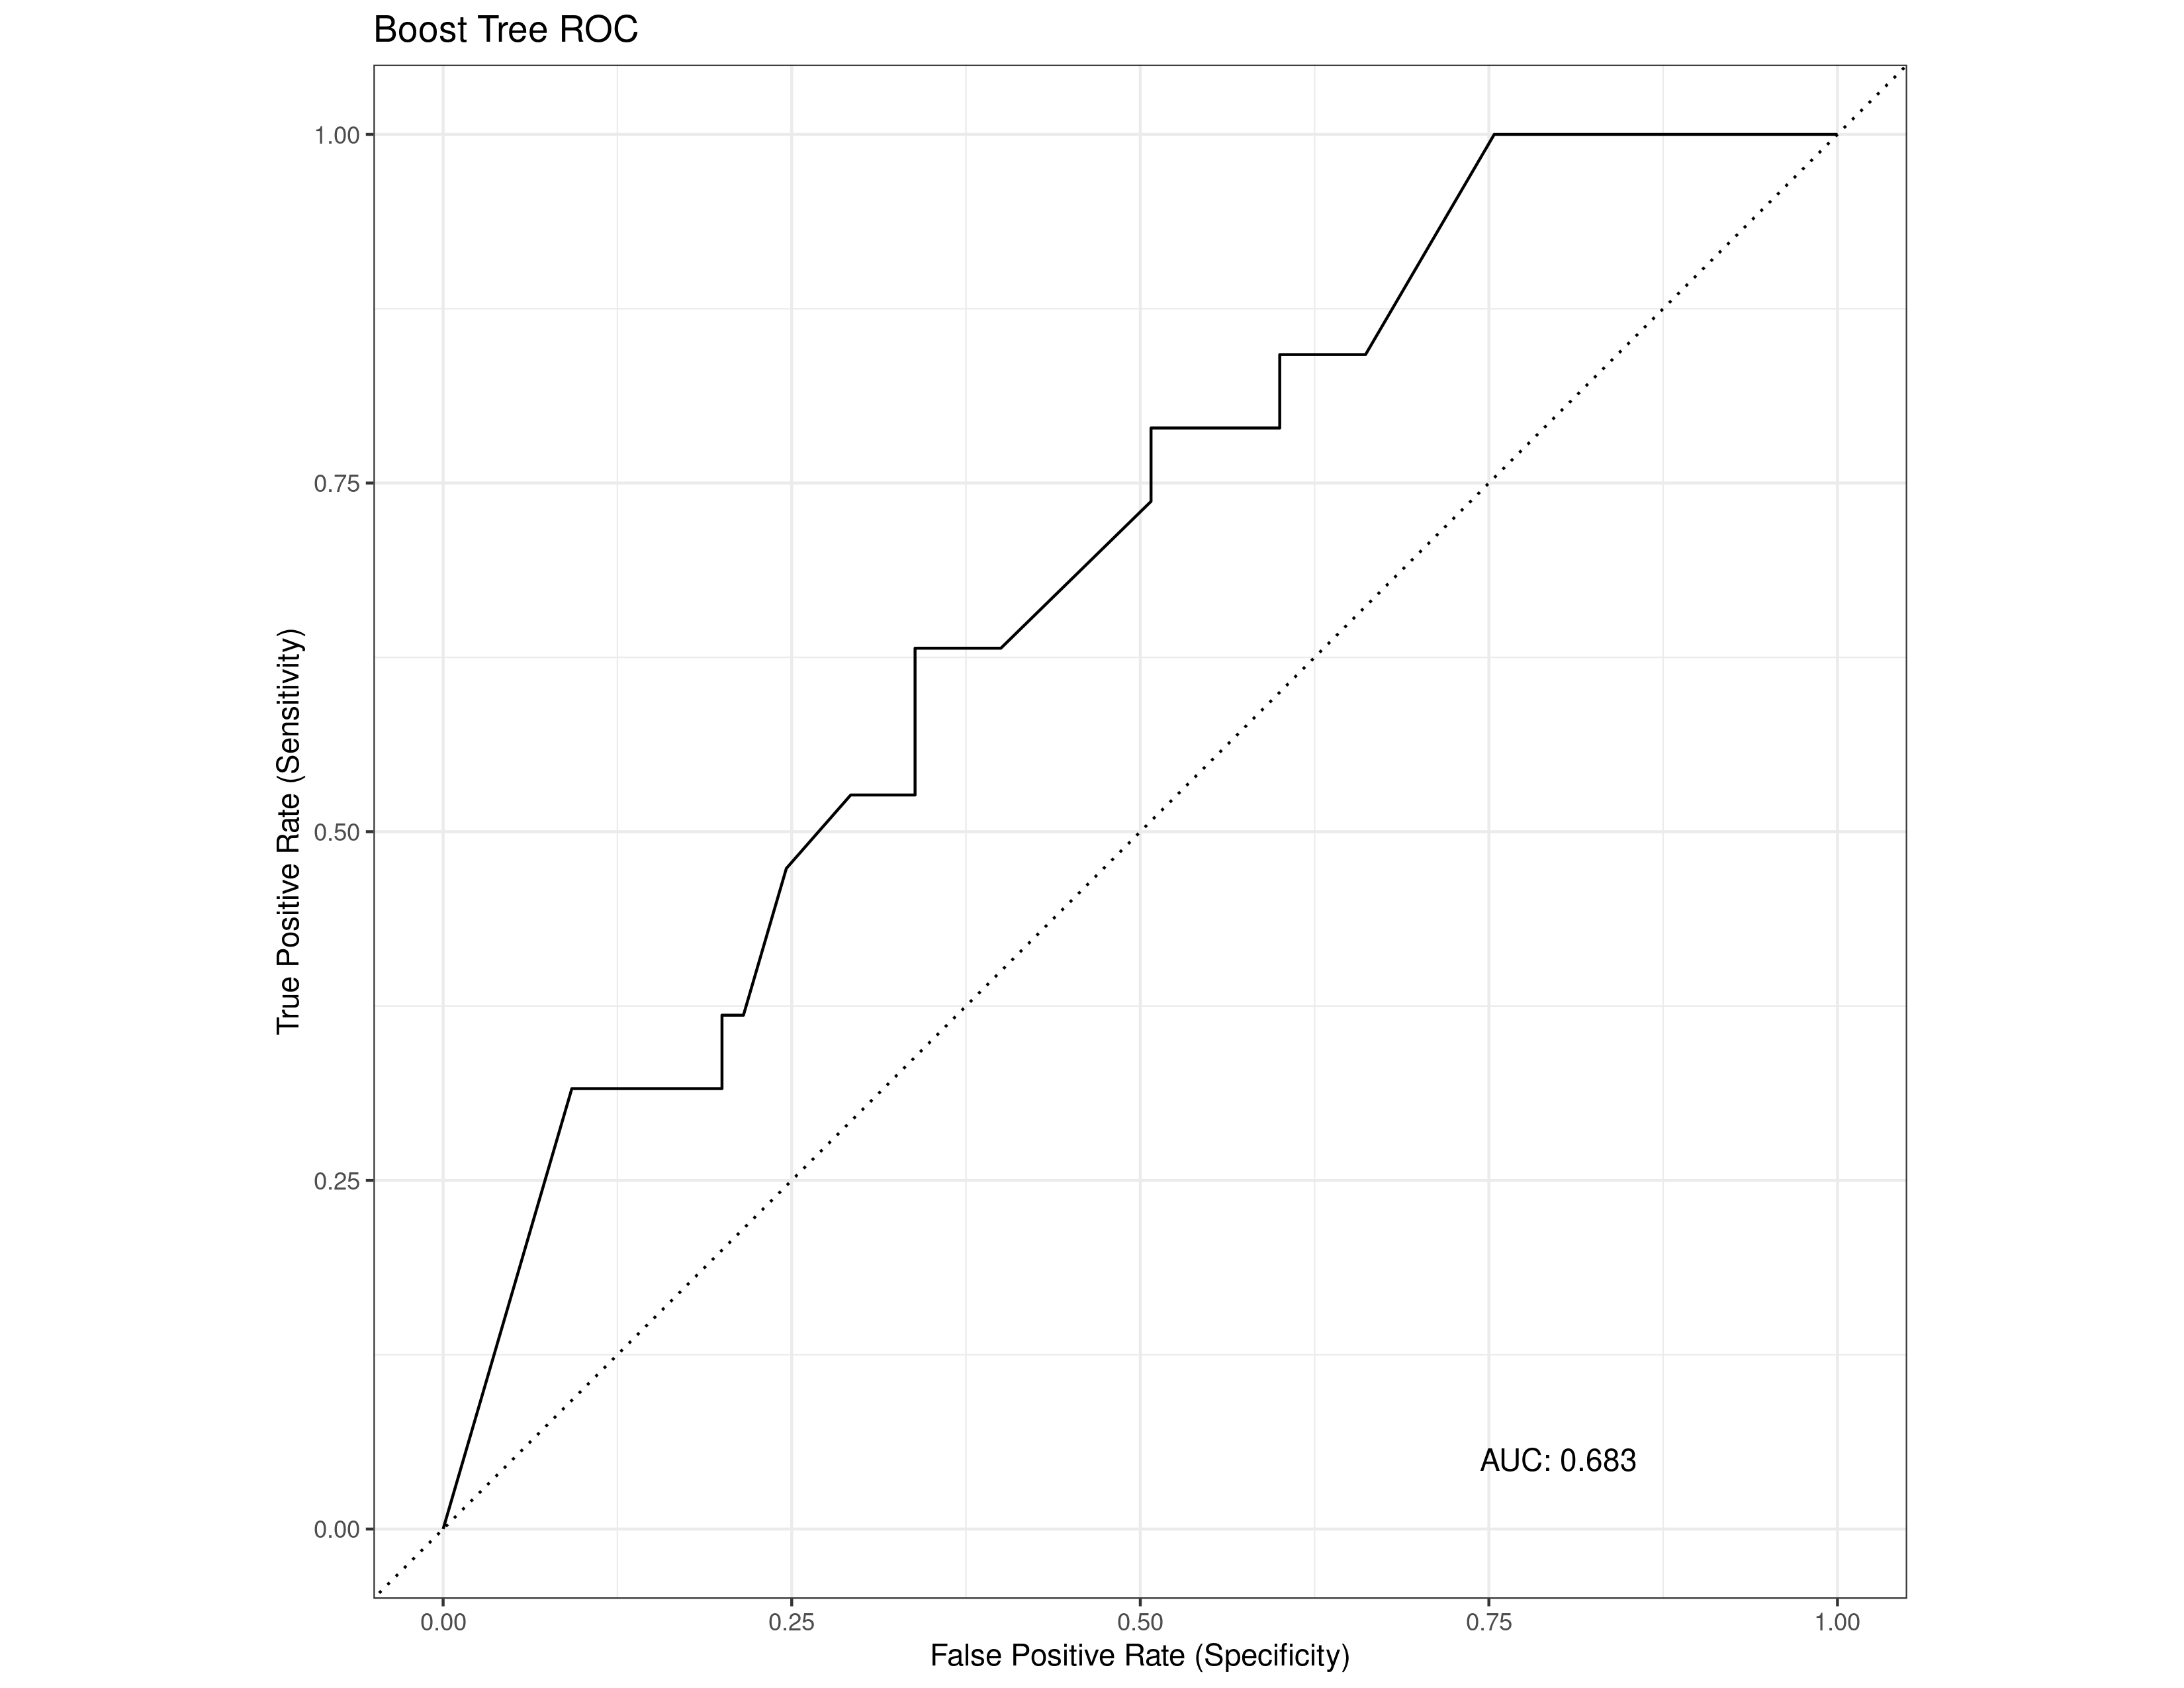 Boost Tree ROC
True Positive Rate (Sensitivity)
1.00
0.75
0.50
0.25
0.00
AUC: 0.683
0.00 0.25 0.50 0.75 1.00
False Positive Rate (Specificity)